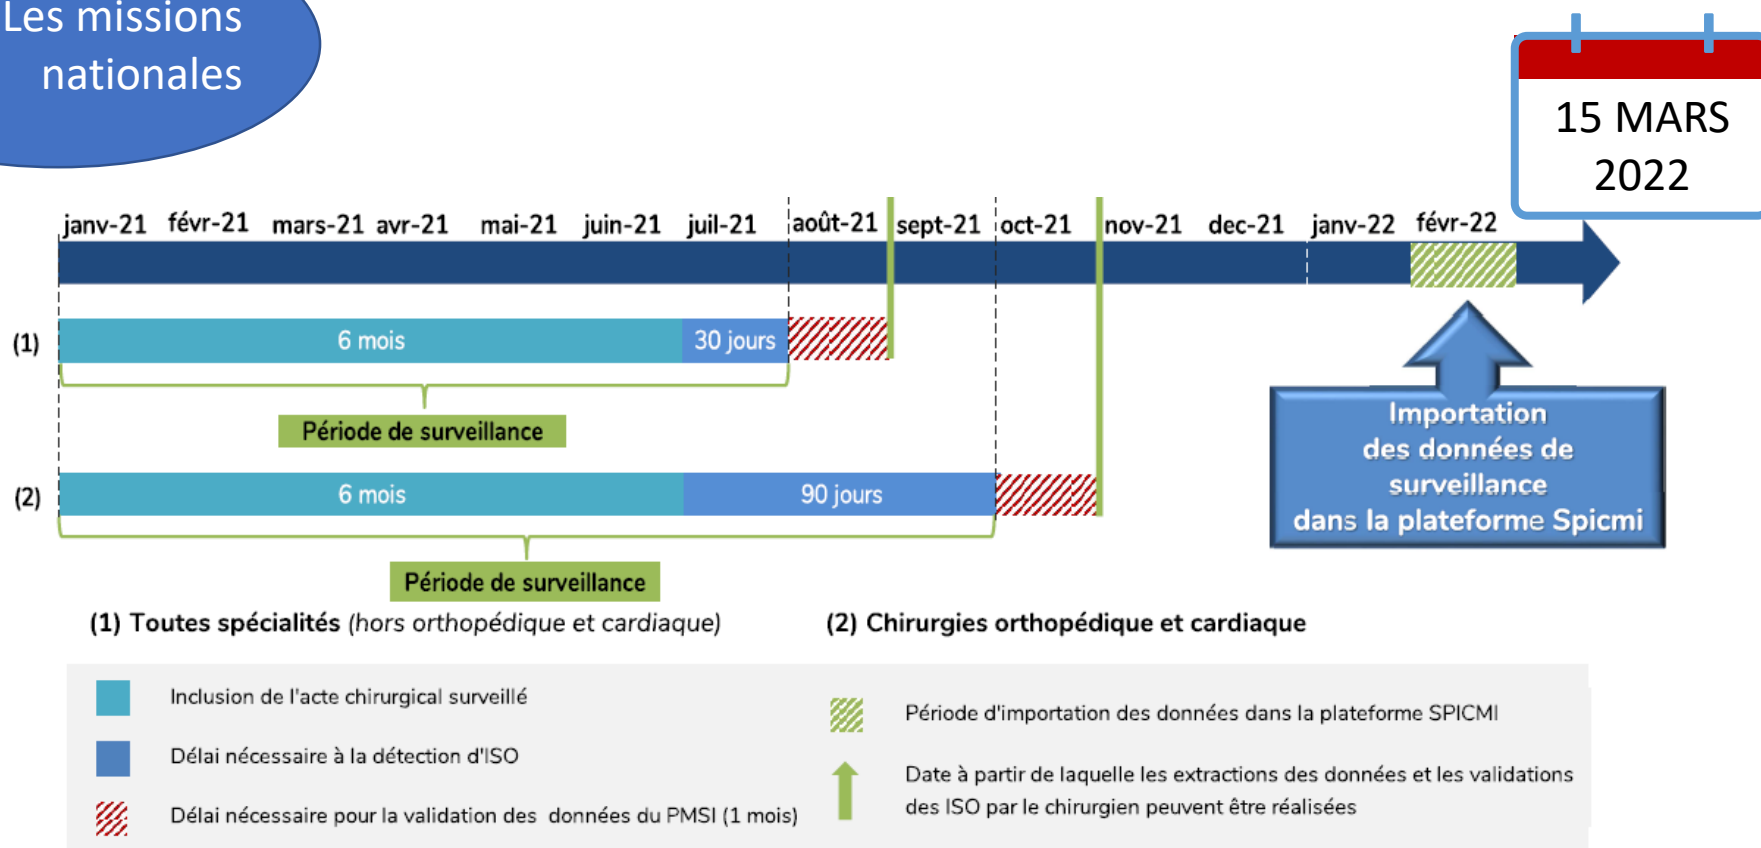 Les missions
nationales
15 MARS
2022
janv-21 févr-21 mars-21 avr-21 mai-21 juin-21 juil-21 août-21 sept-21 oct-21 nov-21 dec-21 janv-22 févr-22
(1) 6 mois 30 jours
Période de surveillance
(2) 6 mois 90 jours
Période de surveillance
Importation
des données de
surveillance
dans la plateforme Spicmi
(1) Toutes spécialités (hors orthopédique et cardiaque)
(2) Chirurgies orthopédique et cardiaque
Inclusion de l'acte chirurgical surveillé
Délai nécessaire à la détection d'ISO
Délai nécessaire pour la validation des données du PMSI (1 mois)
Période d'importation des données dans la plateforme SPICMI
Date à partir de laquelle les extractions des données et les validations
des ISO par le chirurgien peuvent être réalisées